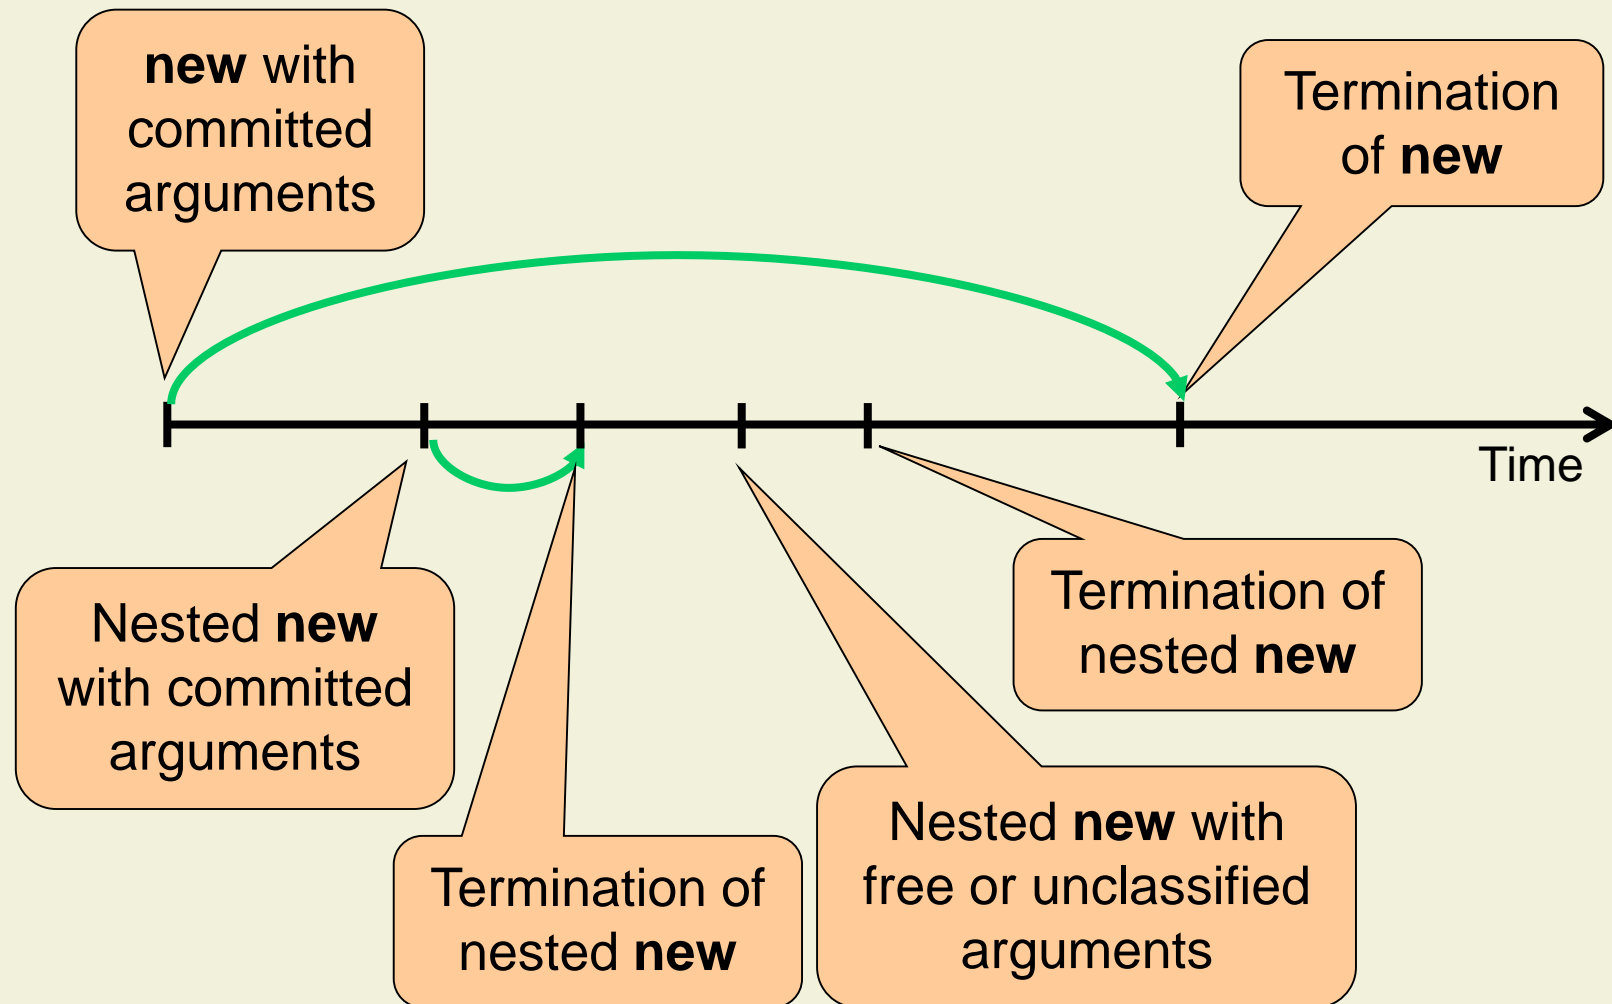 new with
committed
arguments
Termination
of new
Time
Nested new
with committed
arguments
Termination of
nested new
Termination of
nested new
Nested new with
free or unclassified
arguments